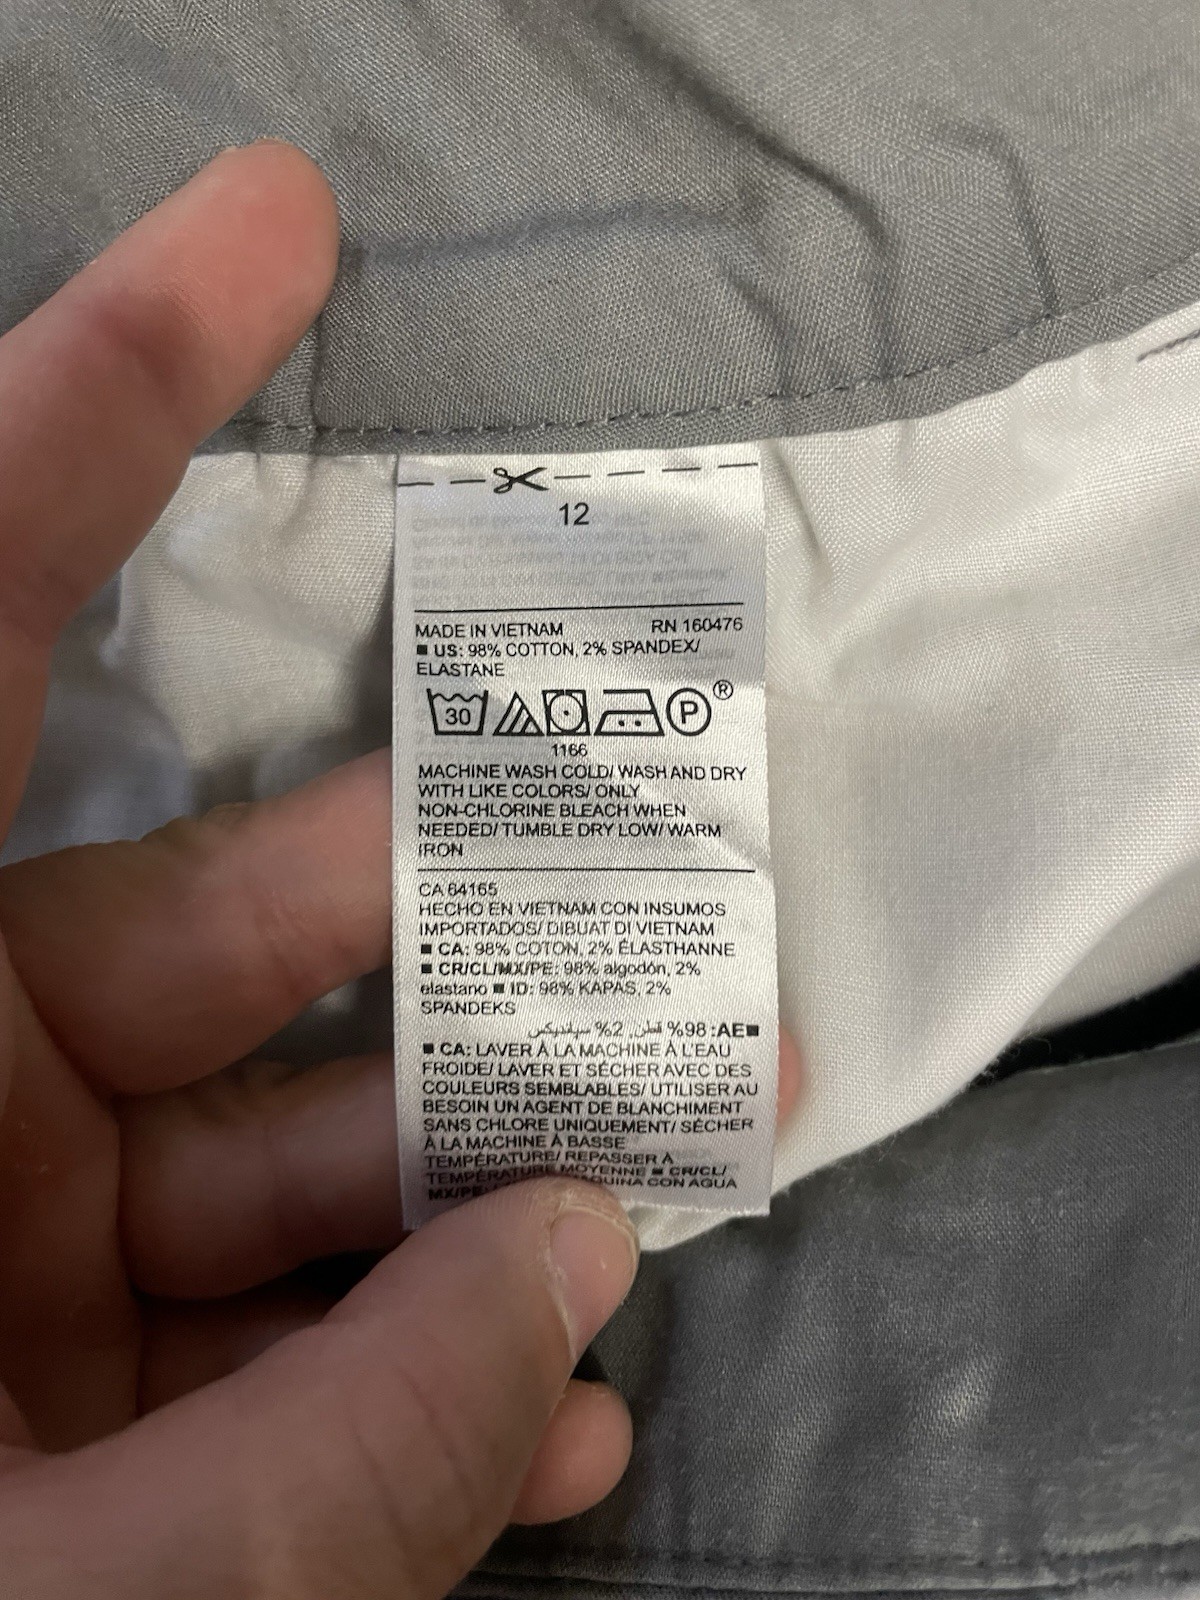 12
MADE IN VIETNAM RN 160476
■ US: 98% COTTON, 2% SPANDEX/
ELASTANE
30 P ®
1166
MACHINE WASH COLD/ WASH AND DRY
WITH LIKE COLORS/ ONLY
NON-CHLORINE BLEACH WHEN
NEEDED/ TUMBLE DRY LOW/ WARM
IRON
CA 64165
HECHO EN VIETNAM CON INSUMOS
IMPORTADOS/ DIBUAT DI VIETNAM
■ CA: 98% COTON, 2% ÉLASTHANNE
■ CR/CL/MX/PE: 98% algodón, 2%
elastano ■ ID: 98% KAPAS, 2%
SPANDEKS
■AE: 98% قطن, 2% سباندكس
■ CA: LAVER À LA MACHINE À L'EAU
FROIDE/ LAVER ET SÉCHER AVEC DES
COULEURS SEMBLABLES/ UTILISER AU
BESOIN UN AGENT DE BLANCHIMENT
SANS CHLORE UNIQUEMENT/ SÉCHER
À LA MACHINE À BASSE
TEMPÉRATURE/ REPASSER À
TEMPÉRATURE MOYENNE ■ CR/CL/
MX/PE: CON AGUA